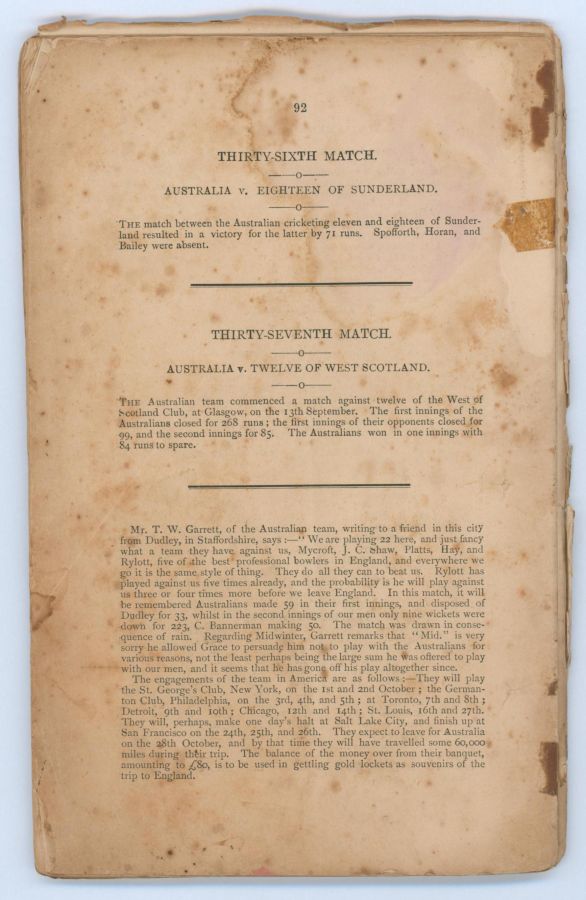 92
THIRTY-SIXTH MATCH.
AUSTRALIA v. EIGHTEEN OF SUNDERLAND.
THE match between the Australian cricketing eleven and eighteen of Sunder-
land resulted in a victory for the latter by 71 runs. Spofforth, Horan, and
Bailey were absent.
THIRTY-SEVENTH MATCH.
AUSTRALIA v. TWELVE OF WEST SCOTLAND.
THE Australian team commenced a match against twelve of the West of
Scotland Club, at Glasgow, on the 13th September. The first innings of the
Australians closed for 268 runs; the first innings of their opponents closed for
99, and the second innings for 85. The Australians won in one innings with
84 runs to spare.
Mr. T. W. Garrett, of the Australian team, writing to a friend in this city
from Dudley, in Staffordshire, says :—" We are playing 22 here, and just fancy
what a team they have against us, Mycroft, J. C. Shaw, Platts, Hay, and
Rylott, five of the best professional bowlers in England, and everywhere we
go it is the same style of thing. They do all they can to beat us. Rylott has
played against us five times already, and the probability is he will play against
us three or four times more before we leave England. In this match, it will
be remembered Australians made 59 in their first innings, and disposed of
Dudley for 33, whilst in the second innings of our men only nine wickets were
down for 223, C. Bannerman making 50. The match was drawn in conse-
quence of rain. Regarding Midwinter, Garrett remarks that "Mid." is very
sorry he allowed Grace to persuade him not to play with the Australians for
various reasons, not the least perhaps being the large sum he was offered to play
with our men, and it seems that he has gone off his play altogether since.
The engagements of the team in America are as follows :—They will play
the St. George's Club, New York, on the 1st and 2nd October ; the German-
ton Club, Philadelphia, on the 3rd, 4th, and 5th ; at Toronto, 7th and 8th ;
Detroit, 9th and 10th ; Chicago, 12th and 14th ; St. Louis, 16th and 27th.
They will, perhaps, make one day's halt at Salt Lake City, and finish up at
San Francisco on the 24th, 25th, and 26th. They expect to leave for Australia
on the 28th October, and by that time they will have travelled some 60,000
miles during their trip. The balance of the money over from their banquet,
amounting to £80, is to be used in gettling gold lockets as souvenirs of the
trip to England.